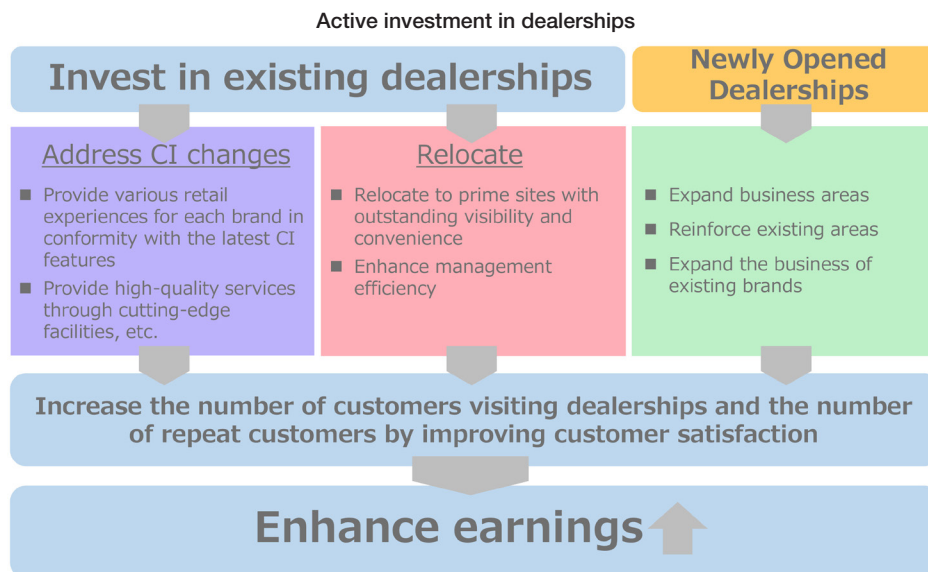 Active investment in dealerships
Invest in existing dealerships
Newly Opened
Dealerships
Address CI changes
■ Provide various retail
experiences for each brand in
conformity with the latest CI
features
■ Provide high-quality services
through cutting-edge
facilities, etc.
Relocate
■ Relocate to prime sites with
outstanding visibility and
convenience
■ Enhance management
efficiency
■ Expand business areas
■ Reinforce existing areas
■ Expand the business of
existing brands
Increase the number of customers visiting dealerships and the number
of repeat customers by improving customer satisfaction
Enhance earnings